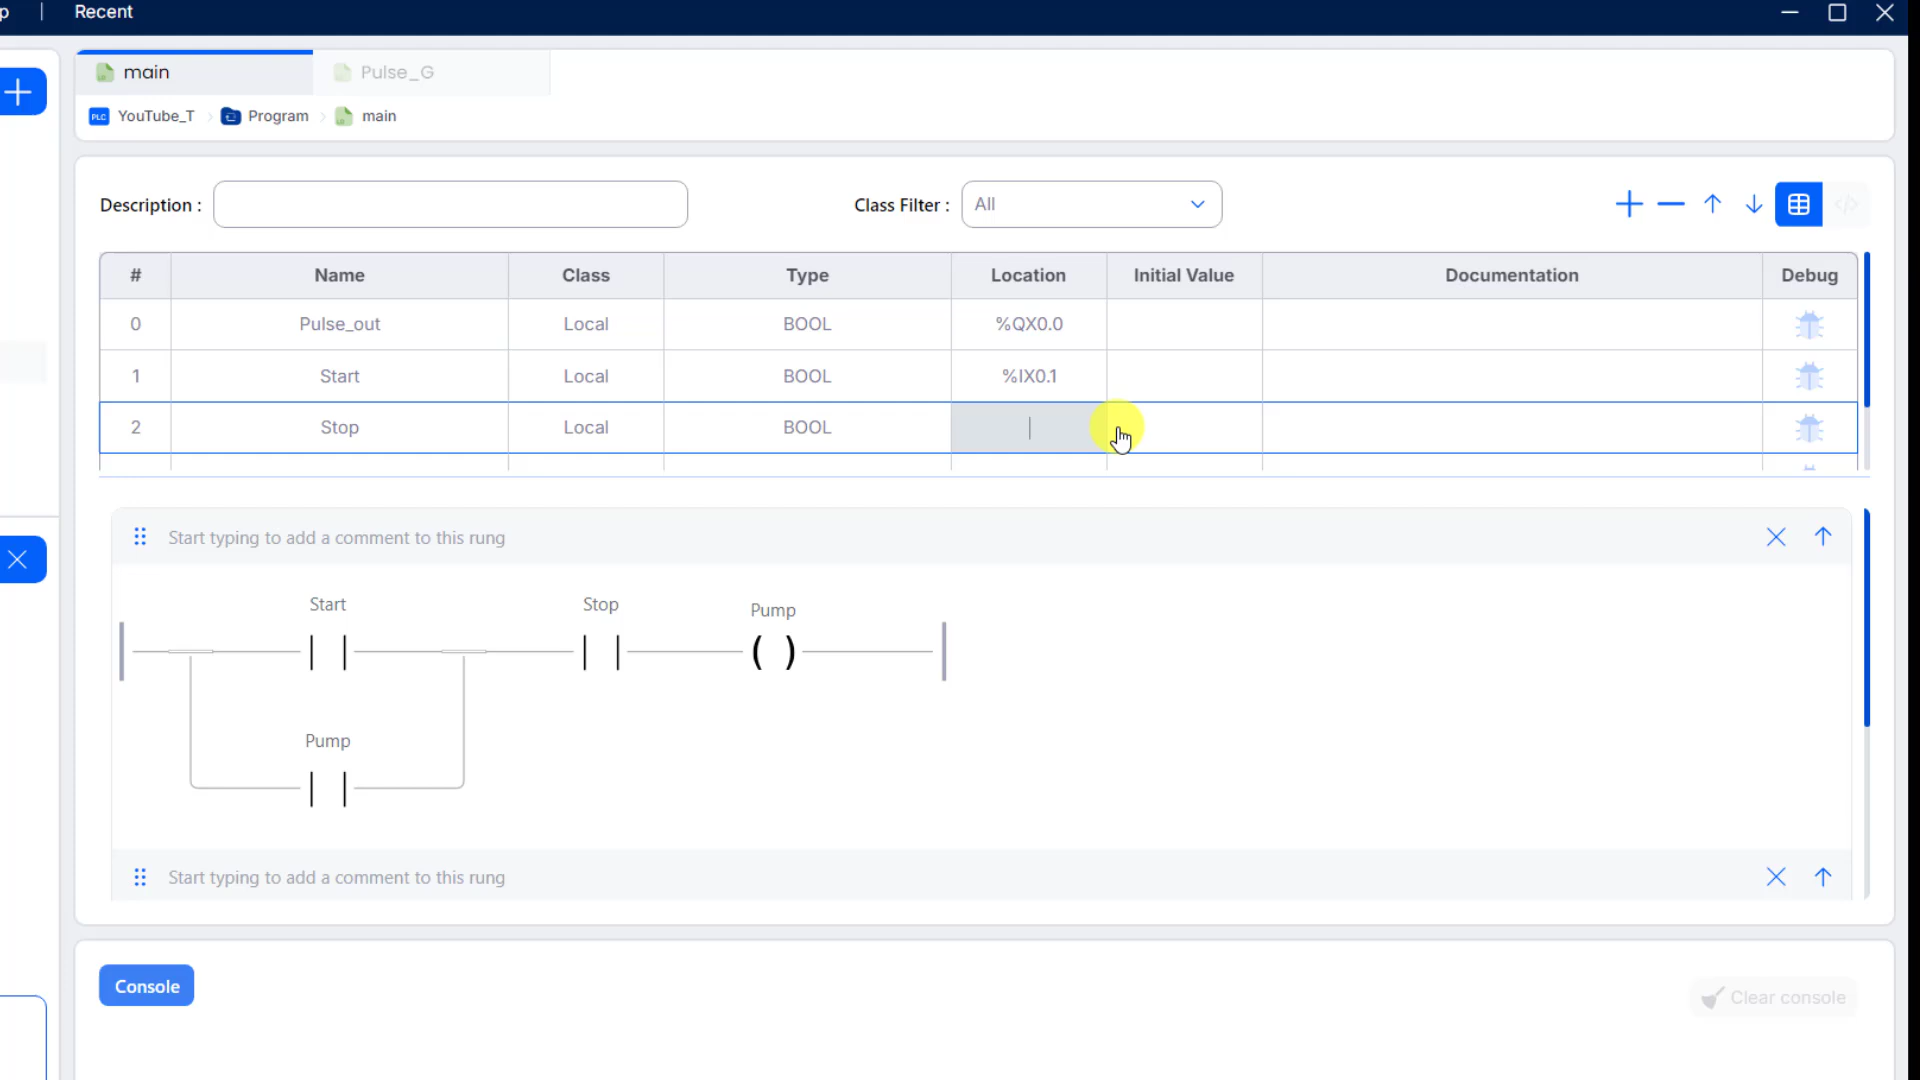 p | Recent
main
Pulse_G
PLC YouTube_T Program main
Description : Class Filter : All
# Name Class Type Location Initial Value Documentation Debug
0 Pulse_out Local BOOL %QX0.0
1 Start Local BOOL %IX0.1
2 Stop Local BOOL
Start typing to add a comment to this rung
Start Stop Pump
Pump
Start typing to add a comment to this rung
Console
Clear console